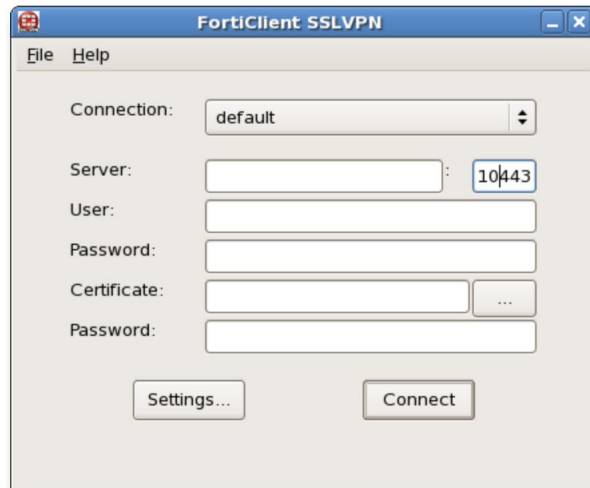 FortiClient SSLVPN
File Help
Connection: default
Server: : 10443
User:
Password:
Certificate: ...
Password:
Settings... Connect